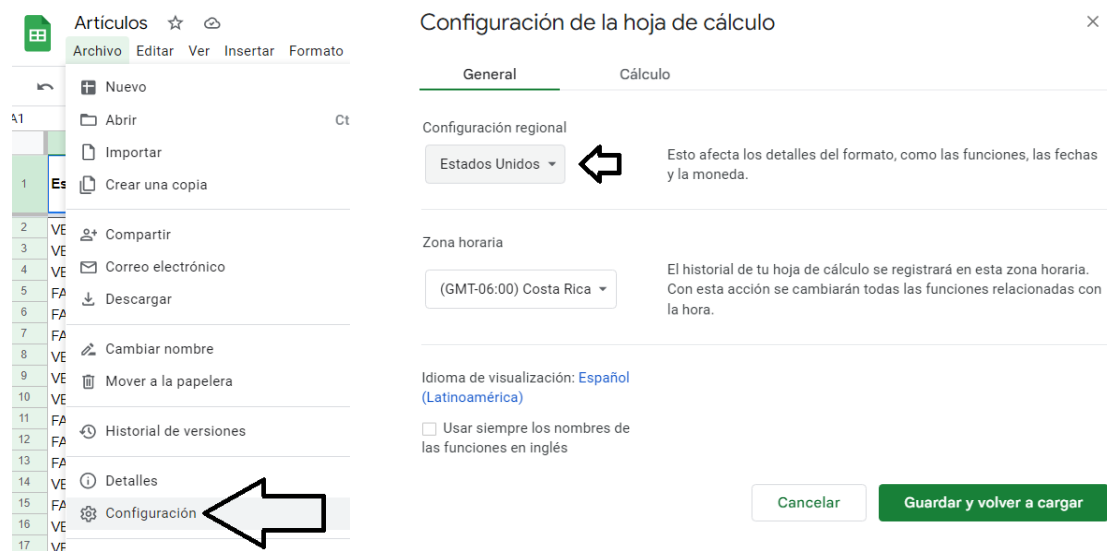 Artículos
Archivo Editar Ver Insertar Formato
Nuevo
A1
Abrir Ct
Importar
1 Es
Crear una copia
2 VE
Compartir
3 VE
4 VE
Correo electrónico
5 FA
Descargar
6 FA
7 FA
8 VE
Cambiar nombre
9 VE
Mover a la papelera
10 VE
11 FA
Historial de versiones
12 FA
13 FA
14 VE
Detalles
15 FA
Configuración
16 VE
17 VE
Configuración de la hoja de cálculo
General Cálculo
Configuración regional
Estados Unidos
Esto afecta los detalles del formato, como las funciones, las fechas
y la moneda.
Zona horaria
(GMT-06:00) Costa Rica
El historial de tu hoja de cálculo se registrará en esta zona horaria.
Con esta acción se cambiarán todas las funciones relacionadas con
la hora.
Idioma de visualización: Español
(Latinoamérica)
Usar siempre los nombres de
las funciones en inglés
Cancelar Guardar y volver a cargar